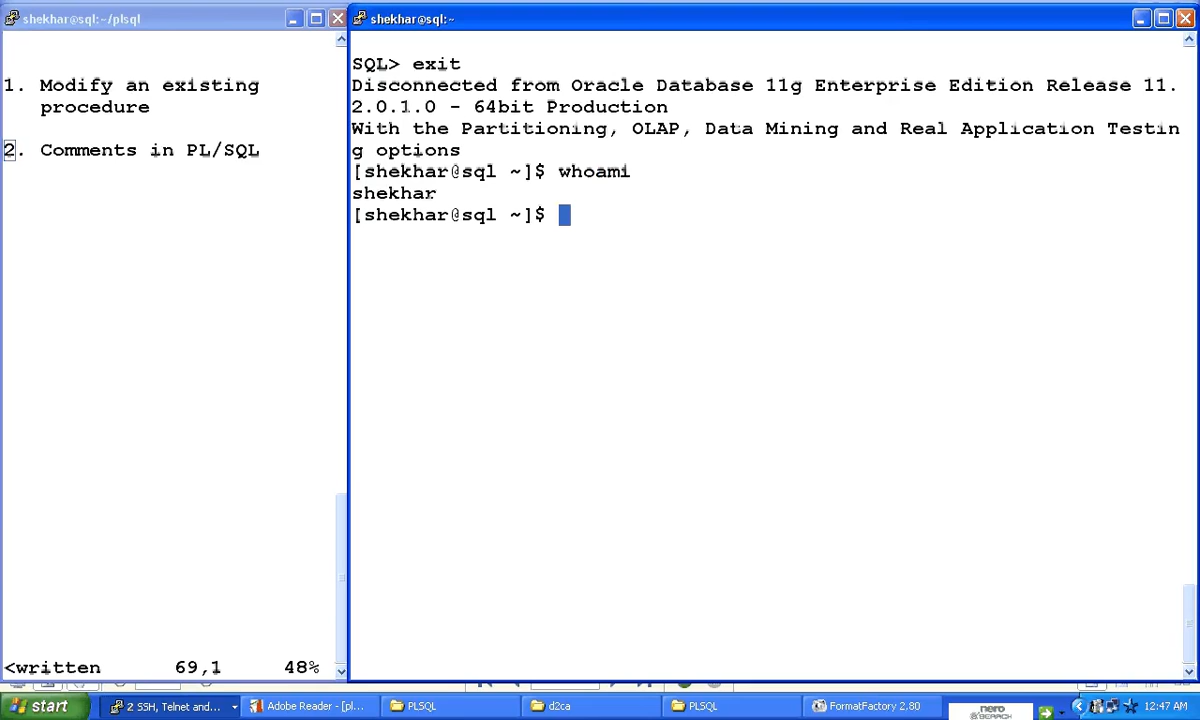 shekhar@sql:~/plsql
1. Modify an existing
procedure
2. Comments in PL/SQL
<written 69,1 48%
shekhar@sql:~
SQL> exit
Disconnected from Oracle Database 11g Enterprise Edition Release 11.
2.0.1.0 - 64bit Production
With the Partitioning, OLAP, Data Mining and Real Application Testin
g options
[shekhar@sql ~]$ whoami
shekhar
[shekhar@sql ~]$
start
2 SSH, Telnet and...
Adobe Reader - [pl...
PLSQL
d2ca
PLSQL
FormatFactory 2.80
nero
SEARCH
12:47 AM